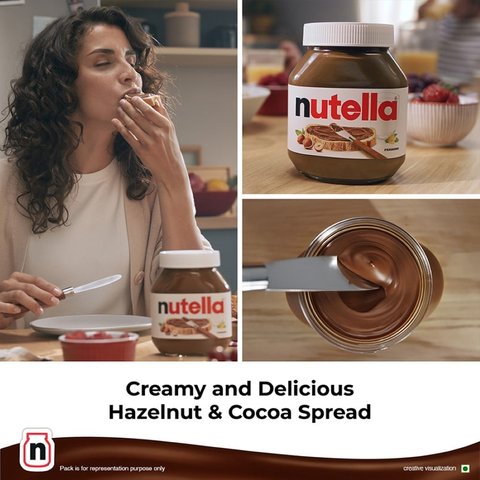 nutella
nutella
Creamy and Delicious
Hazelnut & Cocoa Spread
n
Pack is for representation purpose only
creative visualization